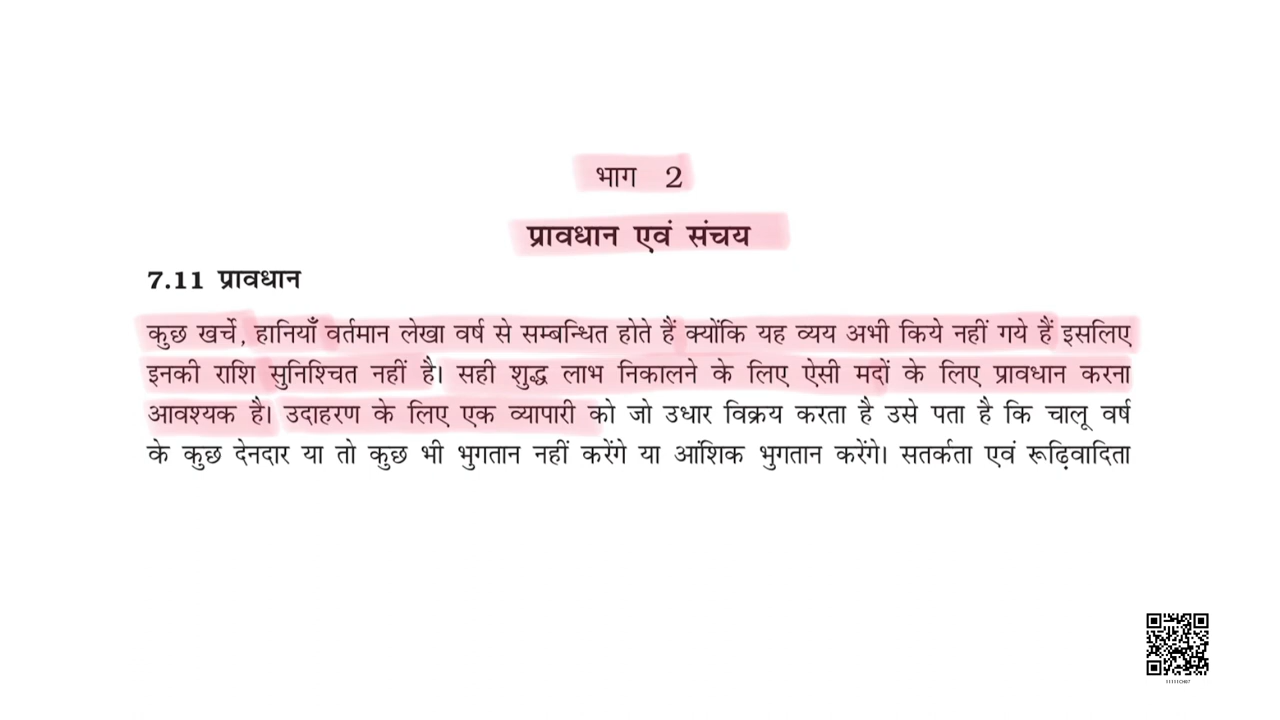 भाग 2
प्रावधान एवं संचय
7.11 प्रावधान
कुछ खर्चे, हानियाँ वर्तमान लेखा वर्ष से सम्बन्धित होते हैं क्योंकि यह व्यय अभी किये नहीं गये हैं इसलिए
इनकी राशि सुनिश्चित नहीं है। सही शुद्ध लाभ निकालने के लिए ऐसी मदों के लिए प्रावधान करना
आवश्यक है। उदाहरण के लिए एक व्यापारी को जो उधार विक्रय करता है उसे पता है कि चालू वर्ष
के कुछ देनदार या तो कुछ भी भुगतान नहीं करेंगे या आंशिक भुगतान करेंगे। सतर्कता एवं रूढ़िवादिता